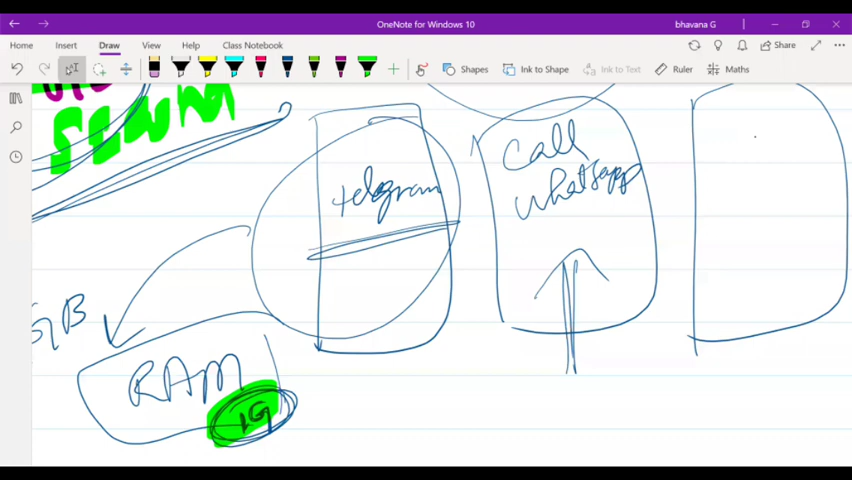 OneNote for Windows 10
bhavana G
Home Insert Draw View Help Class Notebook
Share
Shapes Ink to Shape Ink to Text Ruler Maths
telegram
Call
Whatsapp
GB
RAM
1G